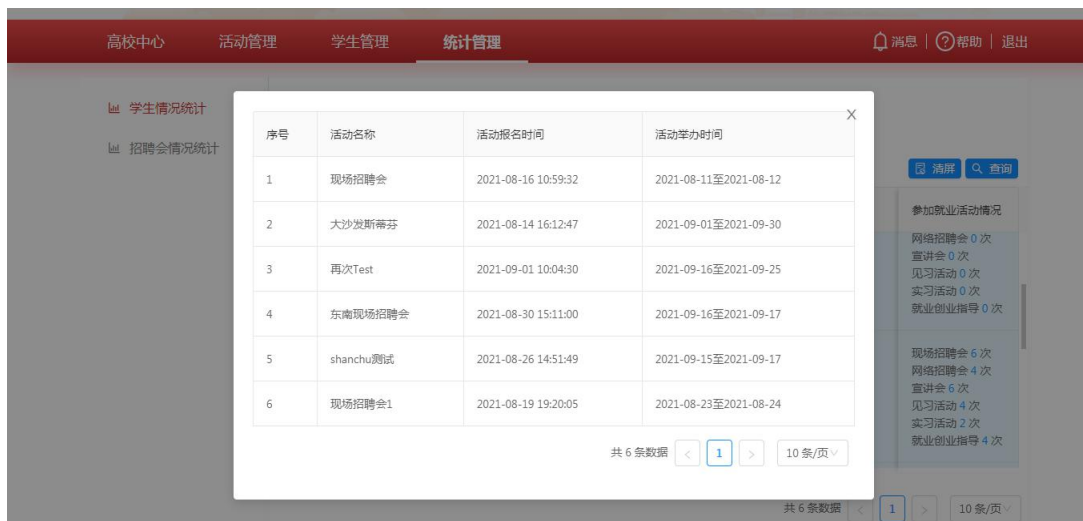 高校中心 活动管理 学生管理 统计管理 消息 | ?帮助 | 退出
学生情况统计
招聘会情况统计
X
序号 活动名称 活动报名时间 活动举办时间
1 现场招聘会 2021-08-16 10:59:32 2021-08-11至2021-08-12
2 大沙发斯蒂芬 2021-08-14 16:12:47 2021-09-01至2021-09-30
3 再次Test 2021-09-01 10:04:30 2021-09-16至2021-09-25
4 东南现场招聘会 2021-08-30 15:11:00 2021-09-16至2021-09-17
5 shanchu测试 2021-08-26 14:51:49 2021-09-15至2021-09-17
6 现场招聘会1 2021-08-19 19:20:05 2021-08-23至2021-08-24
共 6 条数据 < 1 > 10 条/页
清屏 查询
参加就业活动情况
网络招聘会 0 次
宣讲会 0 次
见习活动 0 次
实习活动 0 次
就业创业指导 0 次
现场招聘会 6 次
网络招聘会 4 次
宣讲会 6 次
见习活动 4 次
实习活动 2 次
就业创业指导 4 次
共 6 条数据 < 1 > 10 条/页